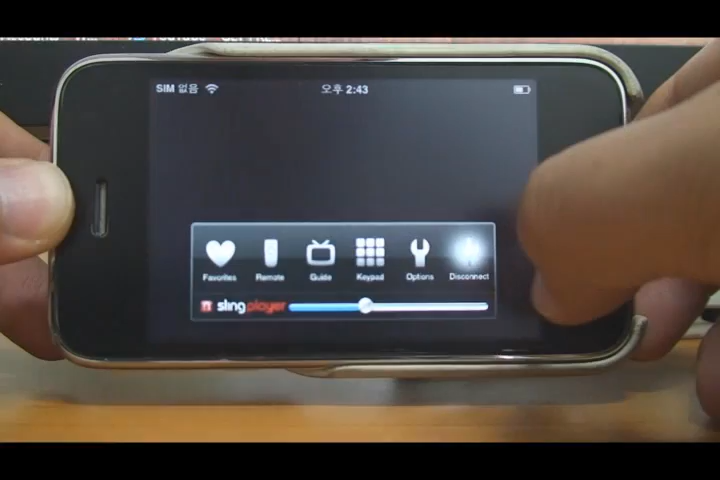 SIM 없음 오후 2:43
Favorites Remote Guide Keypad Options Disconnect
slingplayer